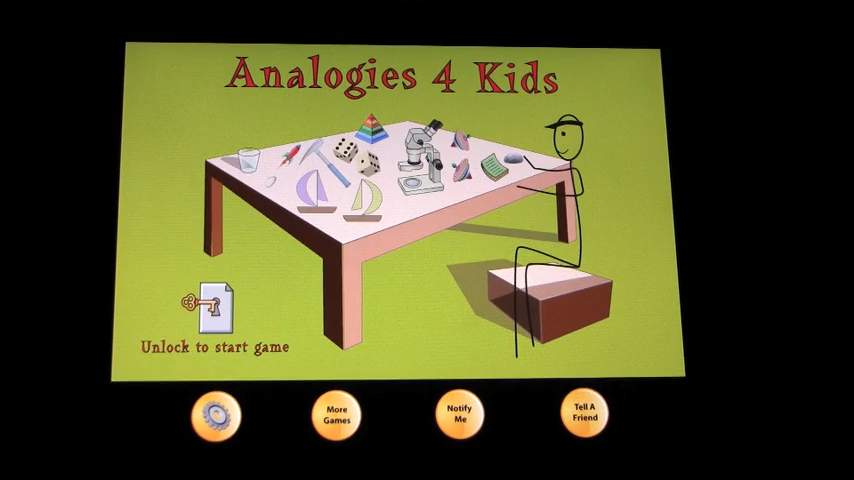 Analogies 4 Kids
Unlock to start game
More
Games
Notify
Me
Tell A
Friend